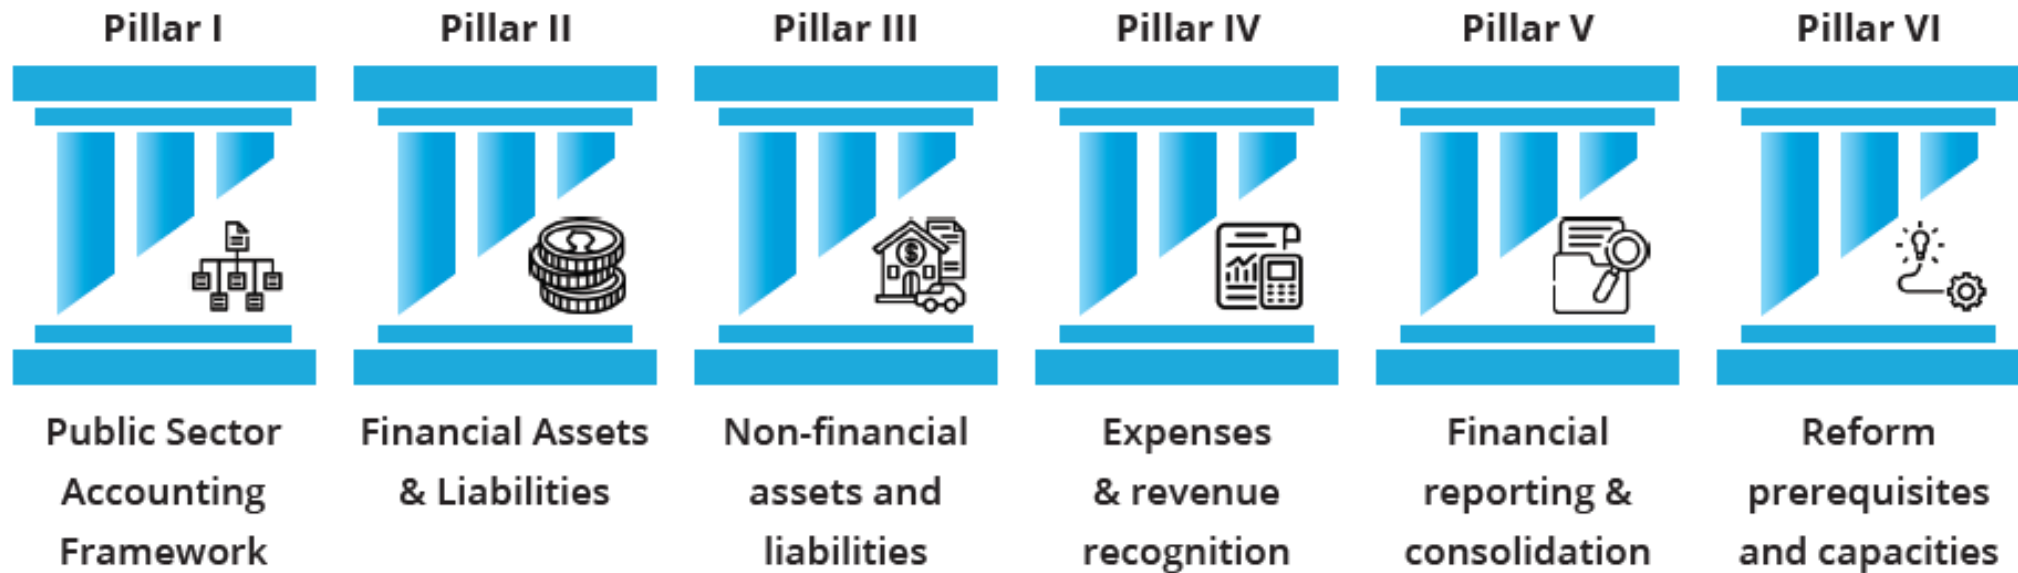 Pillar I
Pillar II
Pillar III
Pillar IV
Pillar V
Pillar VI
Public Sector
Accounting
Framework
Financial Assets
& Liabilities
Non-financial
assets and
liabilities
Expenses
& revenue
recognition
Financial
reporting &
consolidation
Reform
prerequisites
and capacities